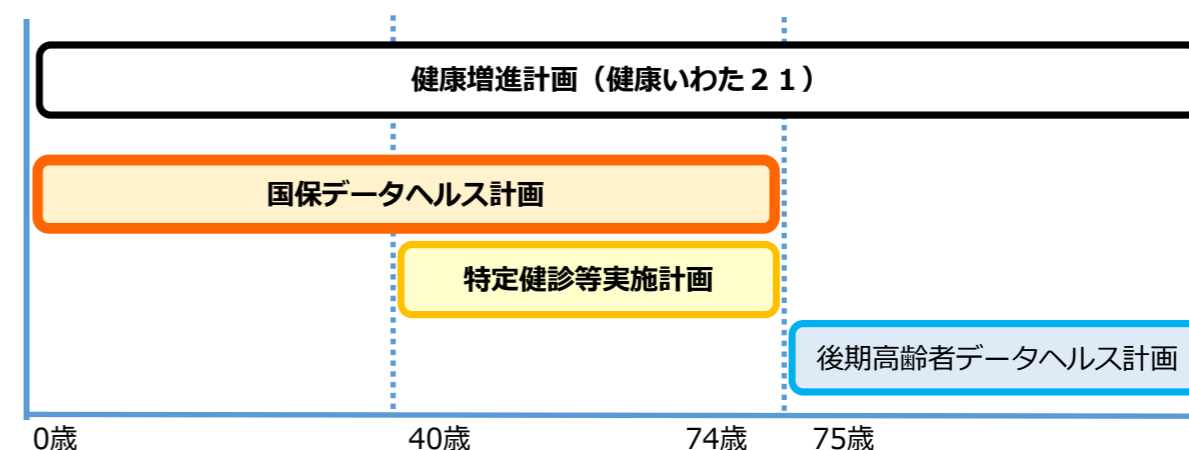 健康増進計画（健康いわた２１）
国保データヘルス計画
特定健診等実施計画
後期高齢者データヘルス計画
0歳 40歳 74歳 75歳